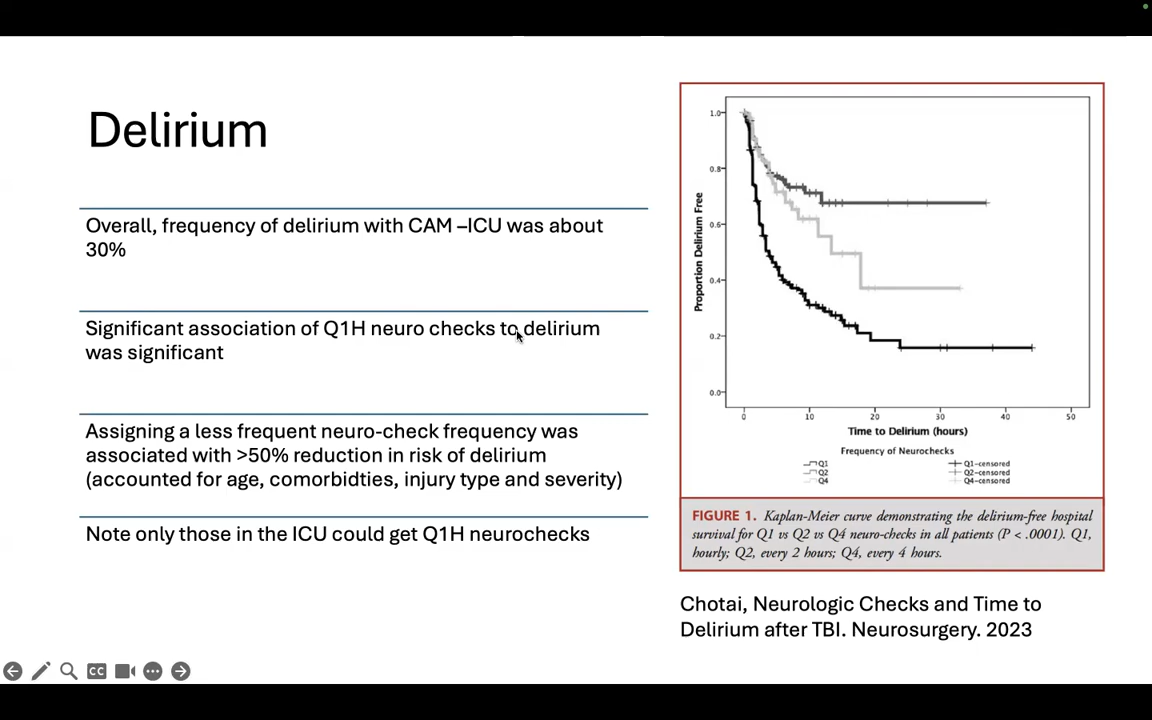 Delirium
Overall, frequency of delirium with CAM –ICU was about
30%
Significant association of Q1H neuro checks to delirium
was significant
Assigning a less frequent neuro-check frequency was
associated with >50% reduction in risk of delirium
(accounted for age, comorbidties, injury type and severity)
Note only those in the ICU could get Q1H neurochecks
1.0
0.8
0.6
0.4
0.2
0.0
Proportion Delirium Free
0 10 20 30 40 50
Time to Delirium (hours)
Frequency of Neurochecks
Q1 Q1-censored
Q2 Q2-censored
Q4 Q4-censored
FIGURE 1. Kaplan-Meier curve demonstrating the delirium-free hospital
survival for Q1 vs Q2 vs Q4 neuro-checks in all patients (P < .0001). Q1,
hourly; Q2, every 2 hours; Q4, every 4 hours.
Chotai, Neurologic Checks and Time to
Delirium after TBI. Neurosurgery. 2023
CC